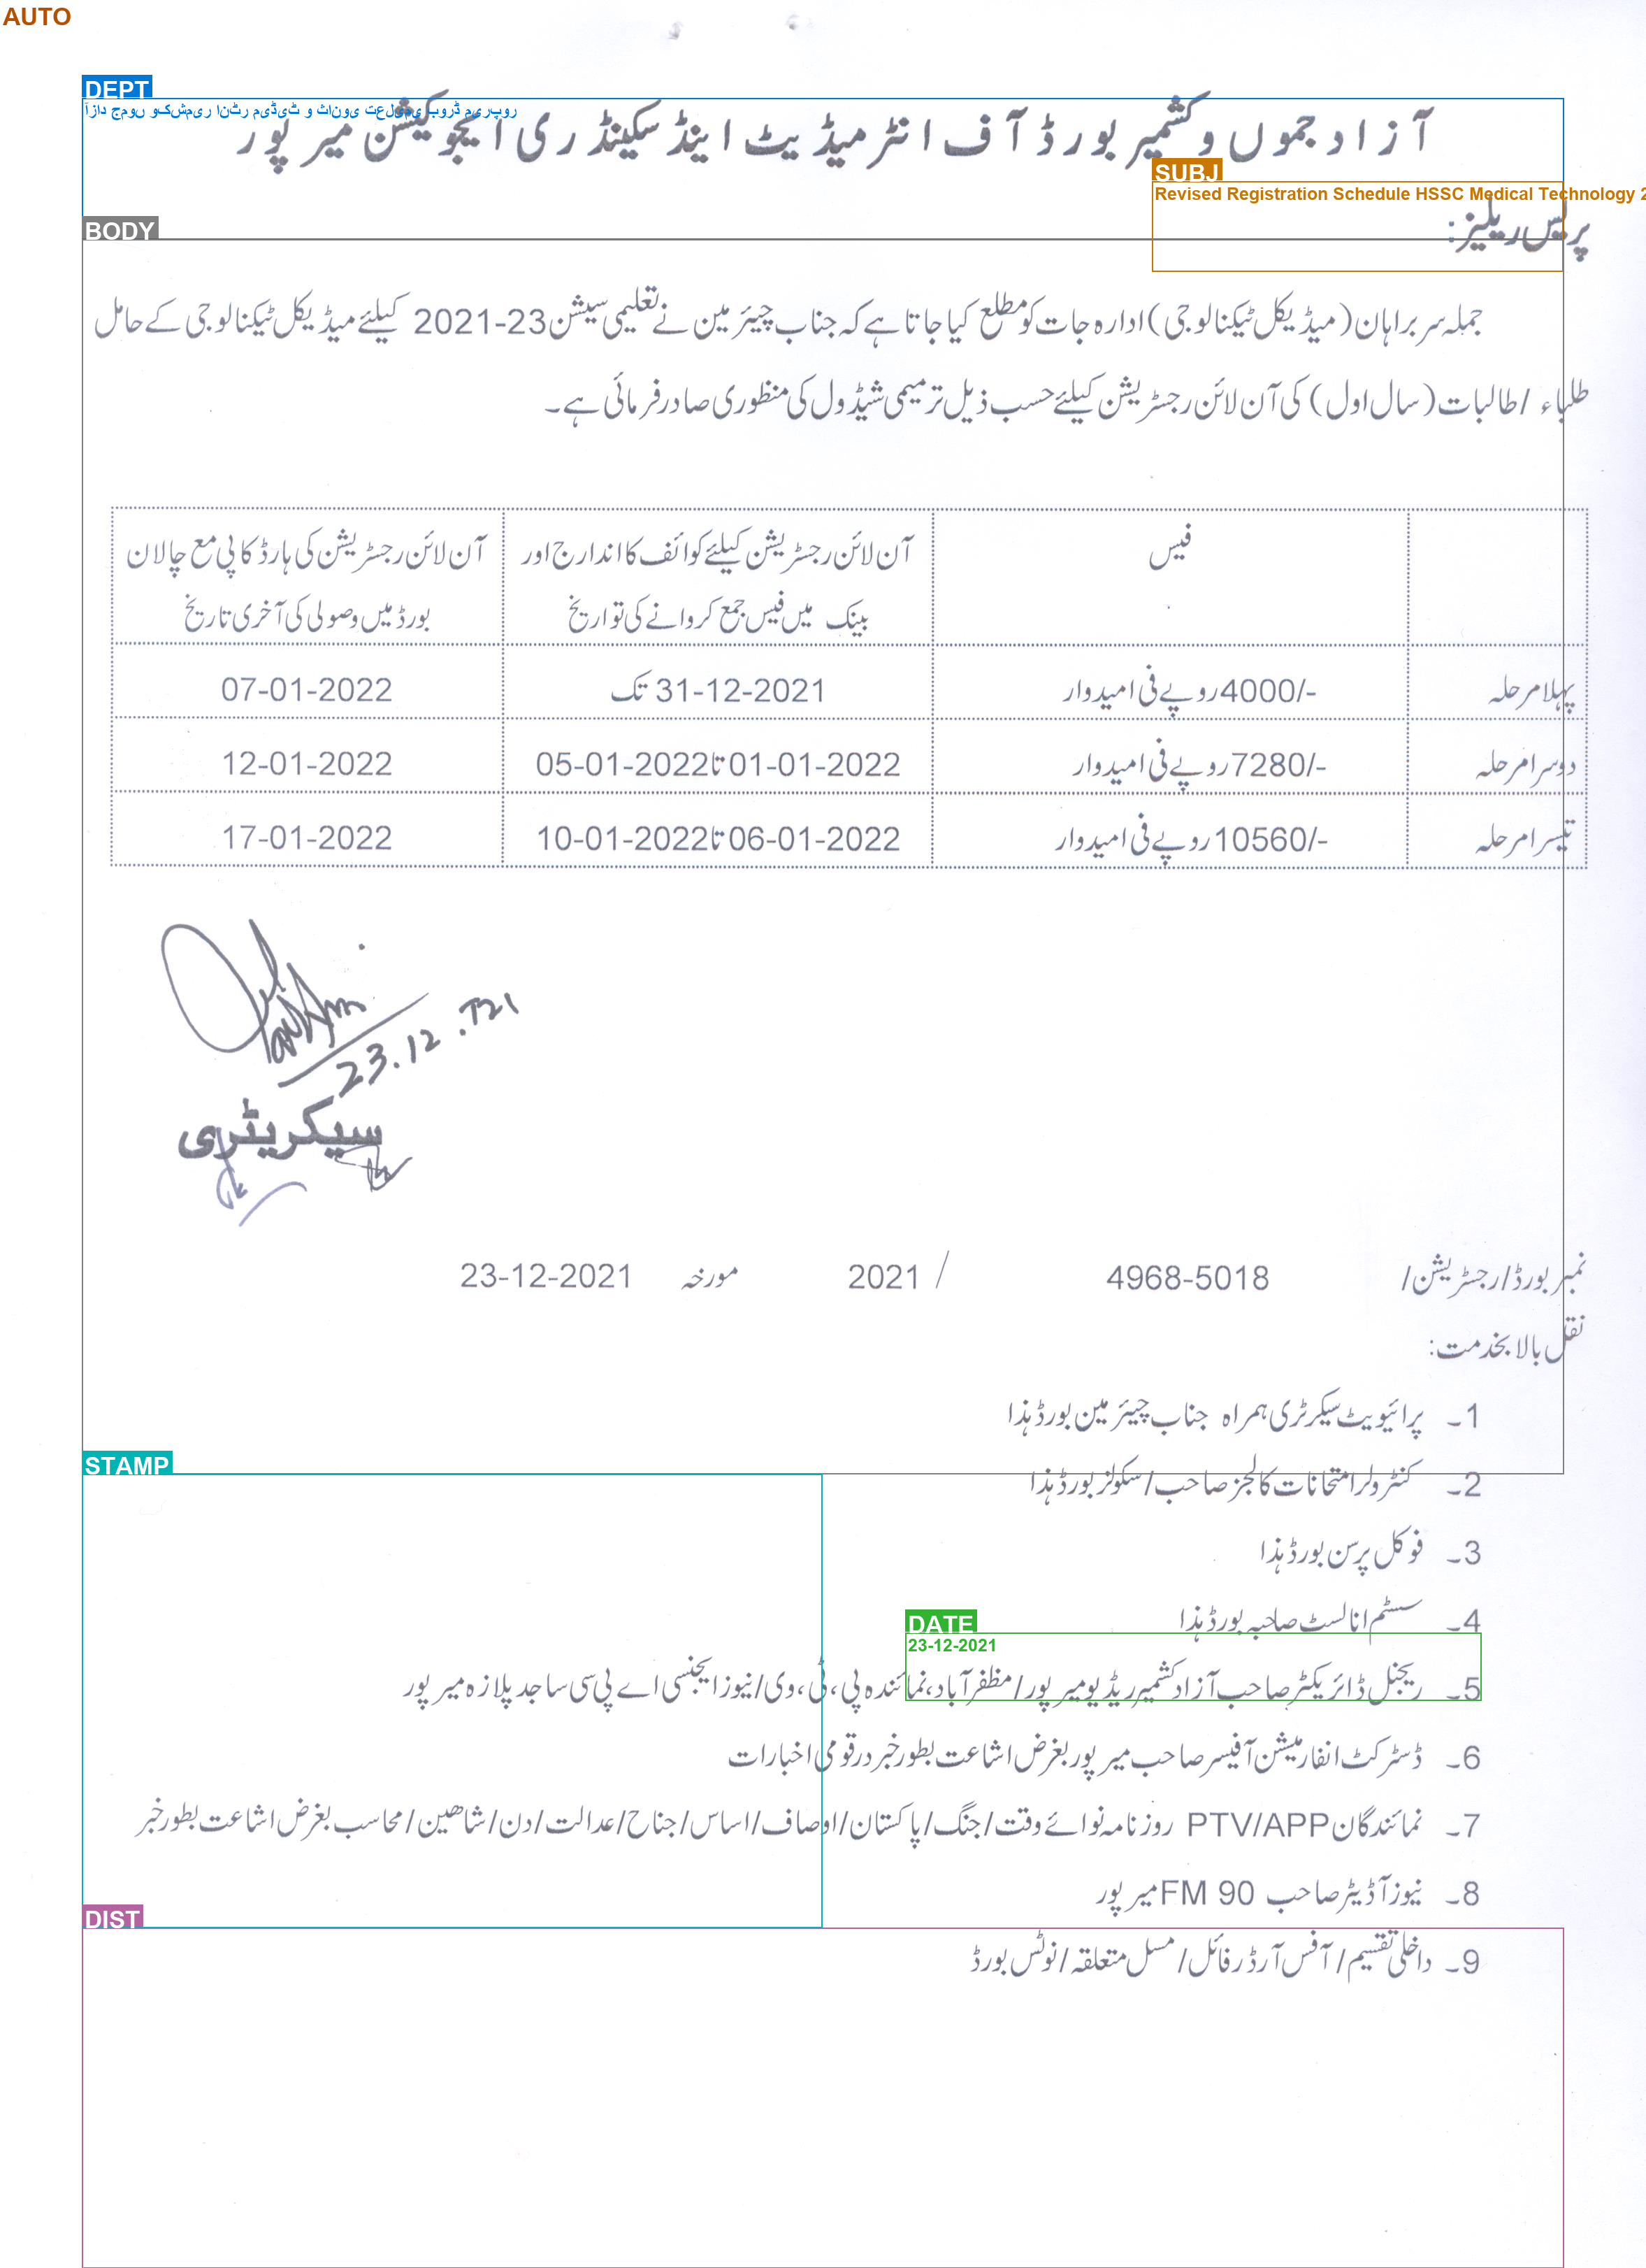 AUTO
DEPT
آزاد جموں وکشمیر بورڈ آف انٹرمیڈیٹ اینڈ سکینڈری ایجوکیشن میرپور
SUBJ
Revised Registration Schedule HSSC Medical Technology 2
BODY
پریس ریلیز:
جملہ سربراہان (میڈیکل ٹیکنالوجی) ادارہ جات کو مطلع کیا جاتا ہے کہ جناب چیئرمین نے تعلیمی سیشن 2021-23 کیلئے میڈیکل ٹیکنالوجی کے حامل
طلباء /طالبات (سال اول) کی آن لائن رجسٹریشن کیلئے حسب ذیل ترمیمی شیڈول کی منظوری صادر فرمائی ہے۔
فیس
آن لائن رجسٹریشن کیلئے کوائف کا اندارج اور
بینک میں فیس جمع کروانے کی تواریخ
آن لائن رجسٹریشن کی ہارڈ کاپی مع چالان
بورڈ میں وصولی کی آخری تاریخ
پہلا مرحلہ 4000/- روپے فی امیدوار 31-12-2021 تک 07-01-2022
دوسرا مرحلہ 7280/- روپے فی امیدوار 01-01-2022 تا 05-01-2022 12-01-2022
تیسرا مرحلہ 10560/- روپے فی امیدوار 06-01-2022 تا 10-01-2022 17-01-2022
23.12.
سیکریٹری
نمبر بورڈ/رجسٹریشن/ 4968-5018 / 2021 مورخہ 23-12-2021
نقل بالا بخدمت:
1۔ پرائیویٹ سیکرٹری ہمراہ جناب چیئرمین بورڈ ہذا
STAMP
2۔ کنٹرولر امتحانات کالجز صاحب/سکولز بورڈ ہذا
3۔ فوکل پرسن بورڈ ہذا
4۔ سسٹم انالسٹ صاحبہ بورڈ ہذا
DATE
23-12-2021
5۔ ریجنل ڈائریکٹر صاحب آزادکشمیر ریڈیو میرپور/مظفرآباد، نمائندہ پی،ٹی،وی/نیوز ایجنسی اے پی سی ساجد پلازہ میرپور
6۔ ڈسٹرکٹ انفارمیشن آفیسر صاحب میرپور بغرض اشاعت بطور خبر در قومی اخبارات
7۔ نمائندگان PTV/APP روزنامہ نوائے وقت/جنگ/پاکستان/اوصاف/اساس/جناح/عدالت/دن/شاھین/محاسب بغرض اشاعت بطور خبر
8۔ نیوز آڈیٹر صاحب FM 90 میرپور
DIST
9۔ داخلی تقسیم/آفس آرڈر فائل/مسل متعلقہ/نوٹس بورڈ